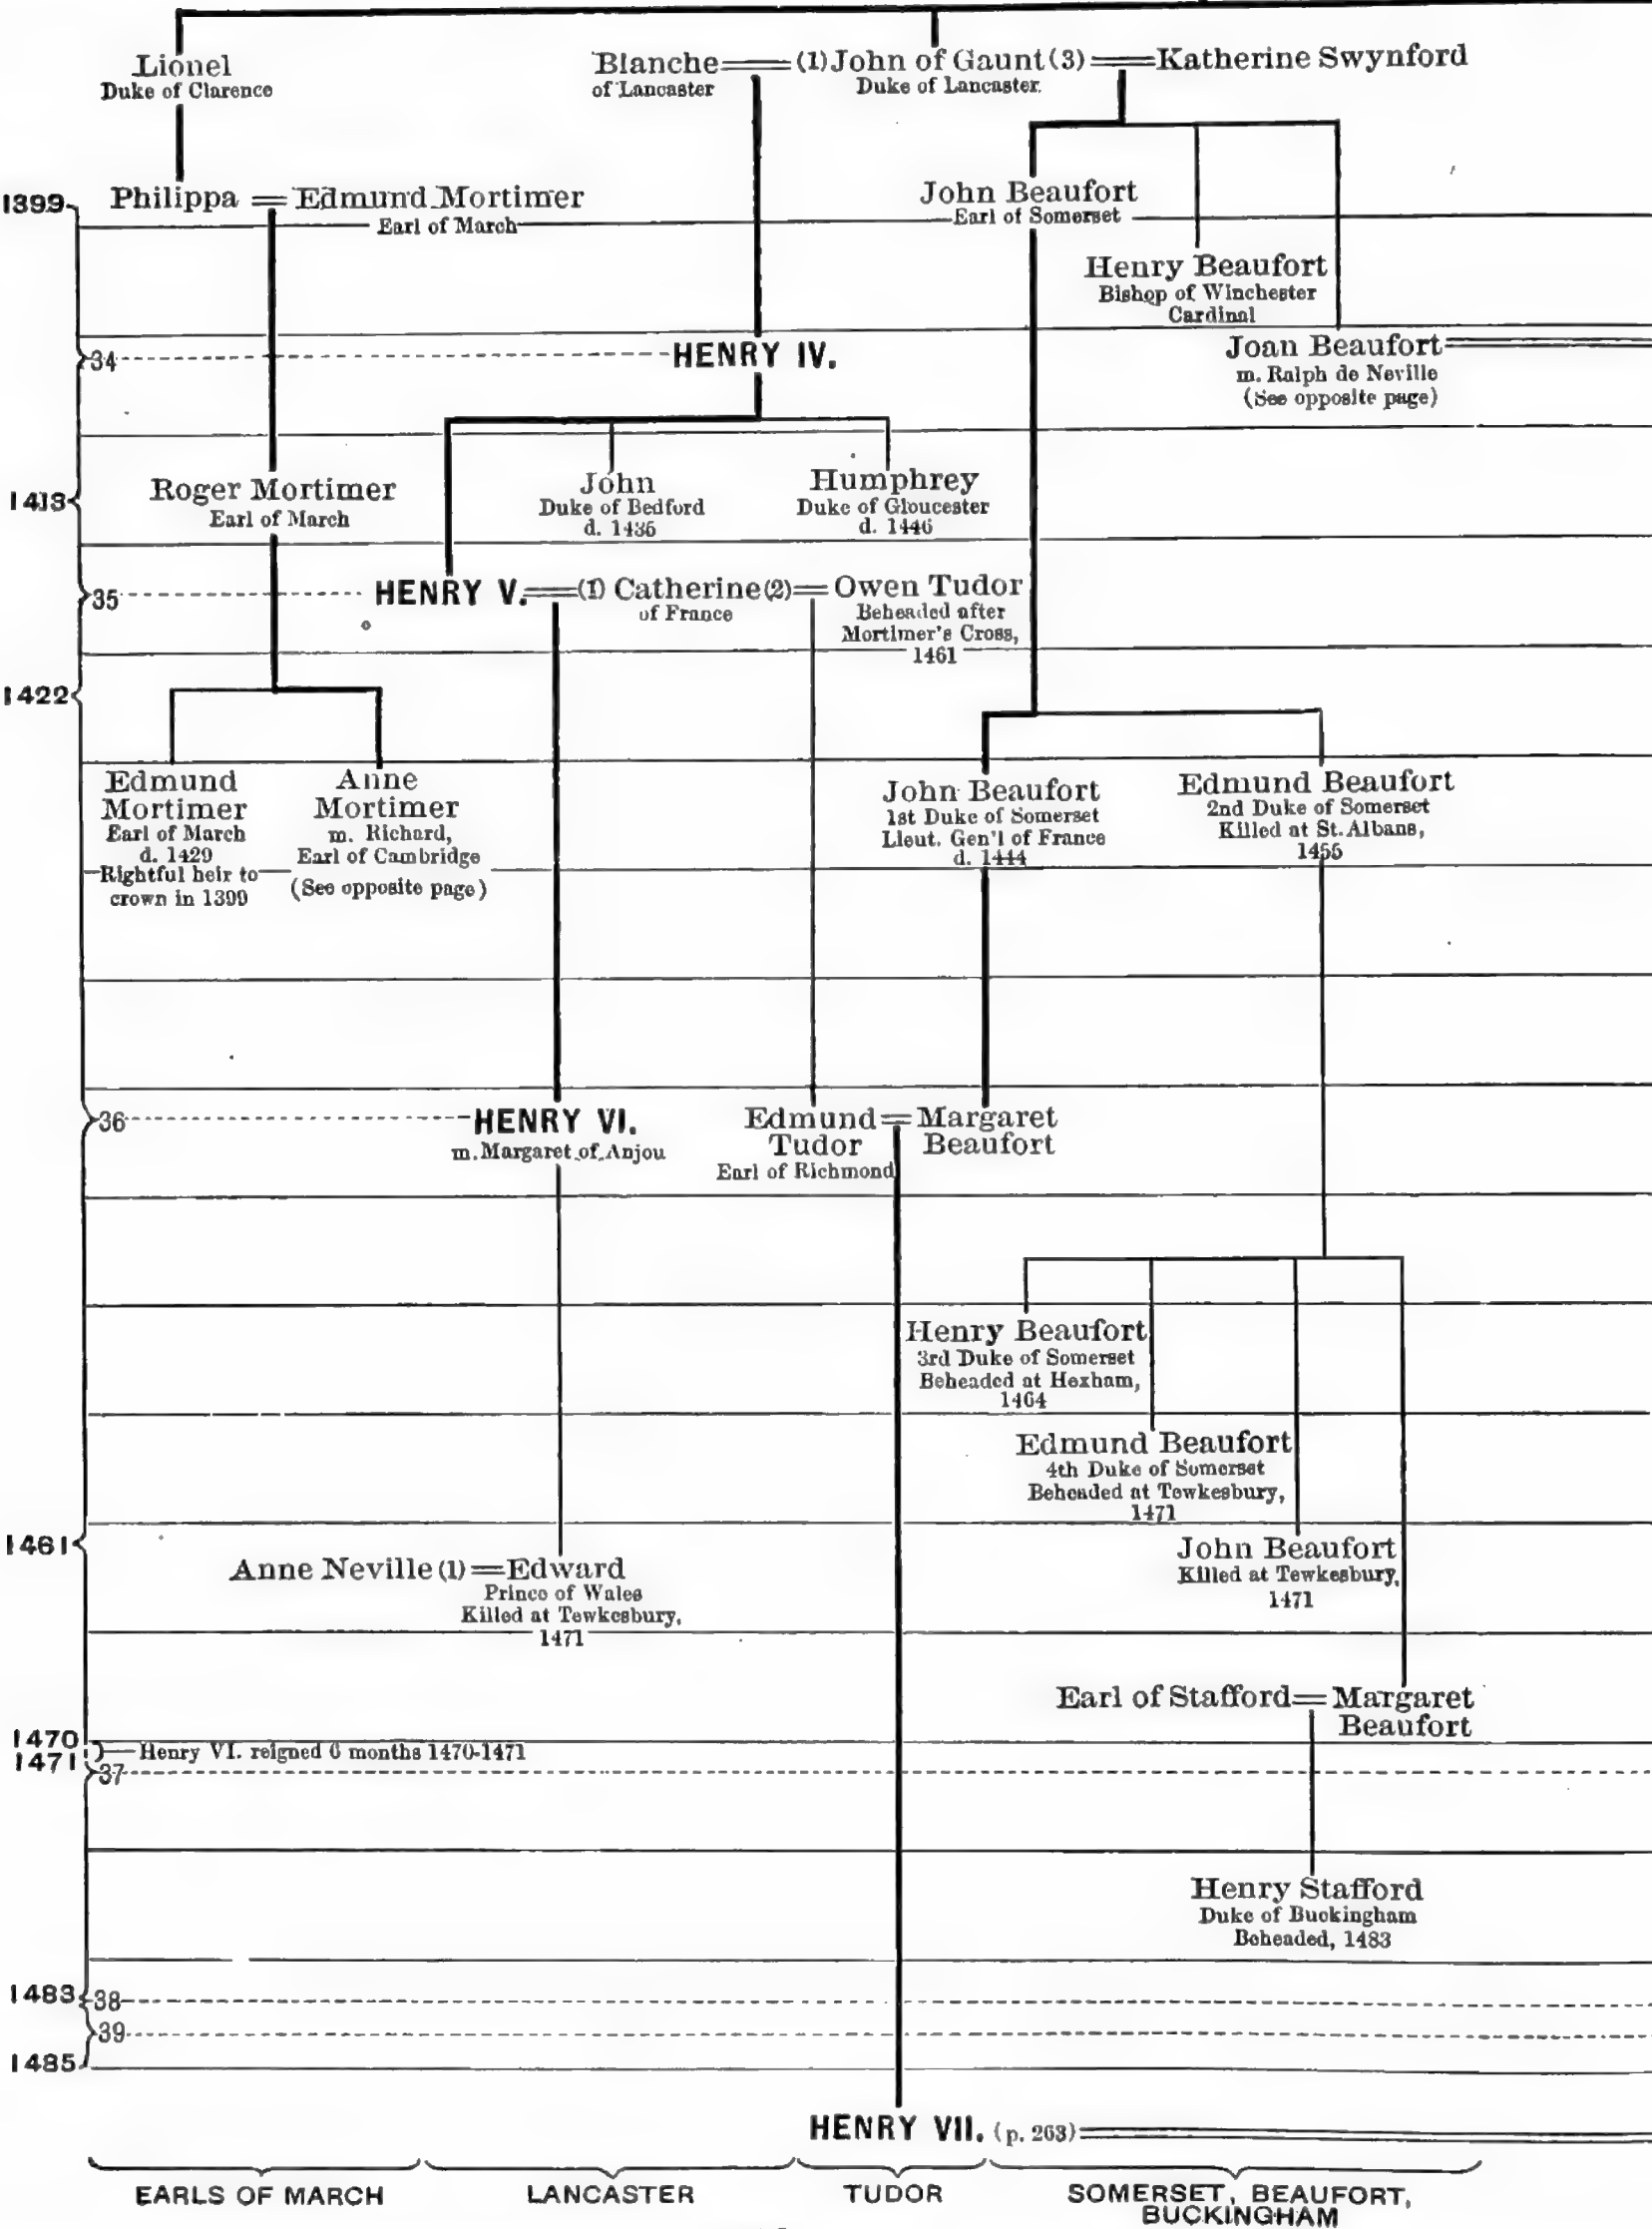 Lionel
Duke of Clarence
Blanche
of Lancaster
(1) John of Gaunt (3)
Duke of Lancaster.
Katherine Swynford
1399
Philippa = Edmund Mortimer
Earl of March
John Beaufort
Earl of Somerset
Henry Beaufort
Bishop of Winchester
Cardinal
34
HENRY IV.
Joan Beaufort
m. Ralph de Neville
(See opposite page)
1413
Roger Mortimer
Earl of March
John
Duke of Bedford
d. 1435
Humphrey
Duke of Gloucester
d. 1446
35
HENRY V. = (1) Catherine (2) = Owen Tudor
of France
Beheaded after
Mortimer's Cross,
1461
1422
Edmund
Mortimer
Earl of March
d. 1429
Rightful heir to
crown in 1399
Anne
Mortimer
m. Richard,
Earl of Cambridge
(See opposite page)
John Beaufort
1st Duke of Somerset
Lieut. Gen'l of France
d. 1444
Edmund Beaufort
2nd Duke of Somerset
Killed at St. Albans,
1455
36
HENRY VI.
m. Margaret of Anjou
Edmund
Tudor
Earl of Richmond
= Margaret
Beaufort
Henry Beaufort
3rd Duke of Somerset
Beheaded at Hexham,
1464
Edmund Beaufort
4th Duke of Somerset
Beheaded at Tewkesbury,
1471
1461
John Beaufort
Killed at Tewkesbury,
1471
Anne Neville (1) = Edward
Prince of Wales
Killed at Tewkesbury,
1471
Earl of Stafford = Margaret
Beaufort
1470
1471
Henry VI. reigned 6 months 1470-1471
37
Henry Stafford
Duke of Buckingham
Beheaded, 1483
1483
38
39
1485
HENRY VII. (p. 263)
EARLS OF MARCH
LANCASTER
TUDOR
SOMERSET, BEAUFORT,
BUCKINGHAM